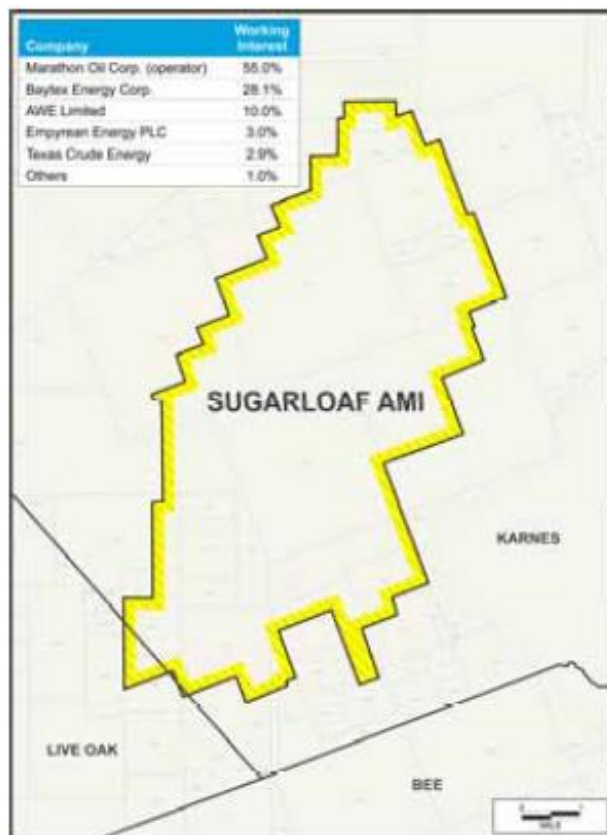 Company Working Interest
Marathon Oil Corp. (operator) 55.0%
Baytex Energy Corp. 28.1%
AWE Limited 10.0%
Empyrean Energy PLC 3.0%
Texas Crude Energy 2.9%
Others 1.0%
SUGARLOAF AMI
KARNES
LIVE OAK
BEE
MILES